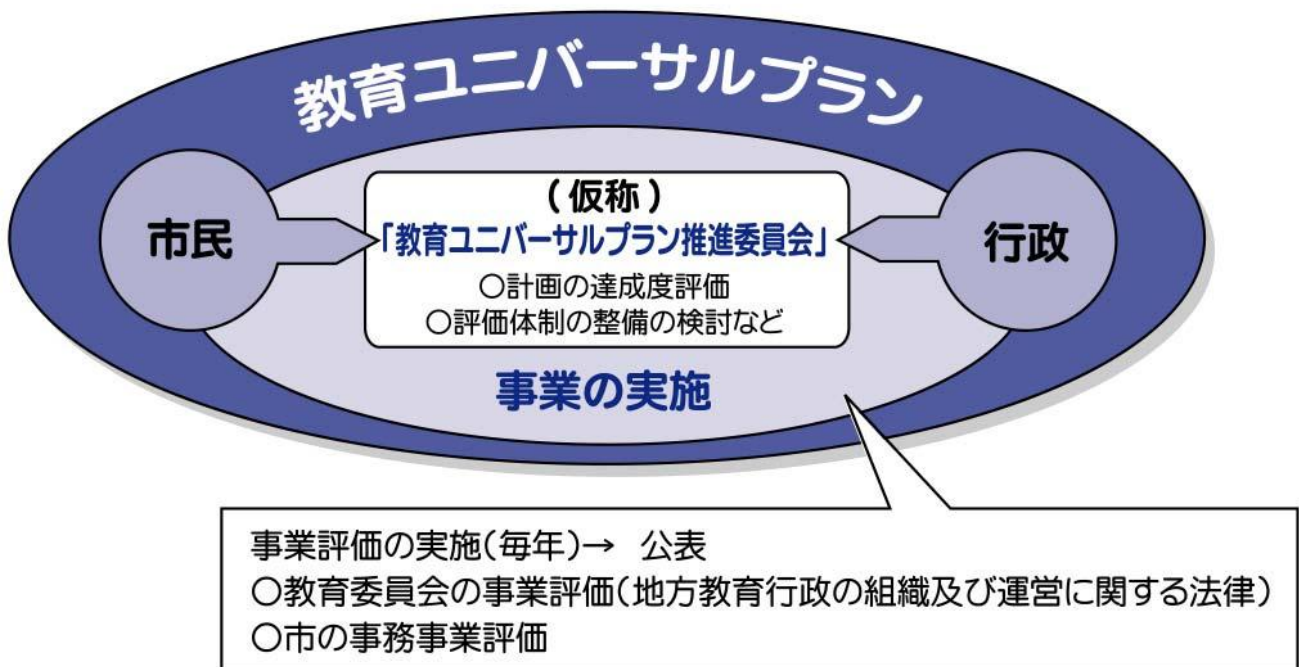 教育ユニバーサルプラン
市民
(仮称)
「教育ユニバーサルプラン推進委員会」
○計画の達成度評価
○評価体制の整備の検討など
行政
事業の実施
事業評価の実施(毎年)→ 公表
○教育委員会の事業評価(地方教育行政の組織及び運営に関する法律)
○市の事務事業評価